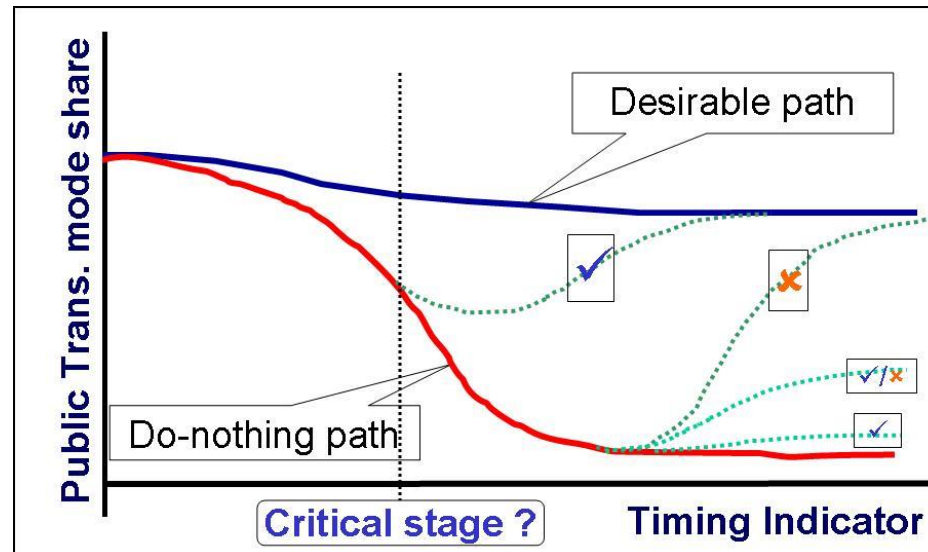 Public Trans. mode share
Desirable path
✓
✗
✓/✗
✓
Do-nothing path
Critical stage ?
Timing Indicator